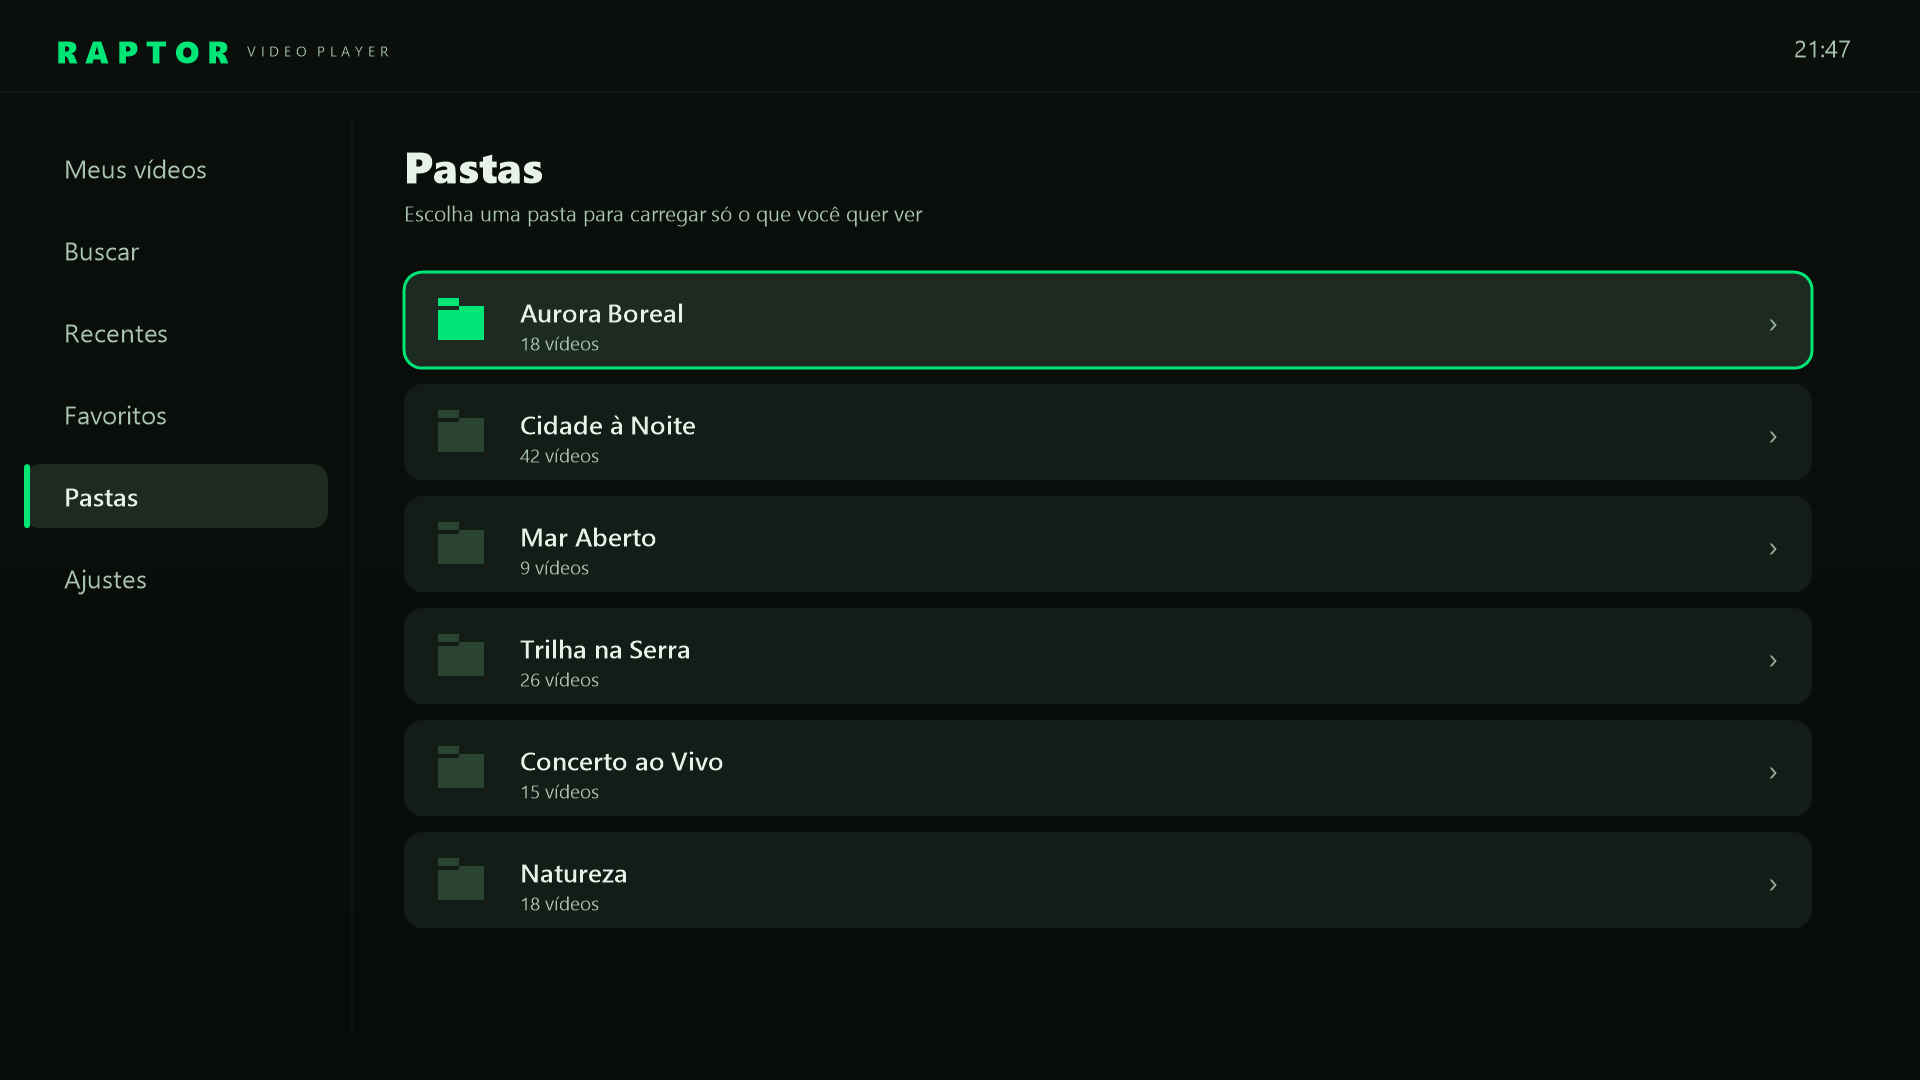 RAPTOR VIDEO PLAYER
21:47
Meus vídeos
Buscar
Recentes
Favoritos
Pastas
Ajustes
Pastas
Escolha uma pasta para carregar só o que você quer ver
Aurora Boreal
18 vídeos
Cidade à Noite
42 vídeos
Mar Aberto
9 vídeos
Trilha na Serra
26 vídeos
Concerto ao Vivo
15 vídeos
Natureza
18 vídeos